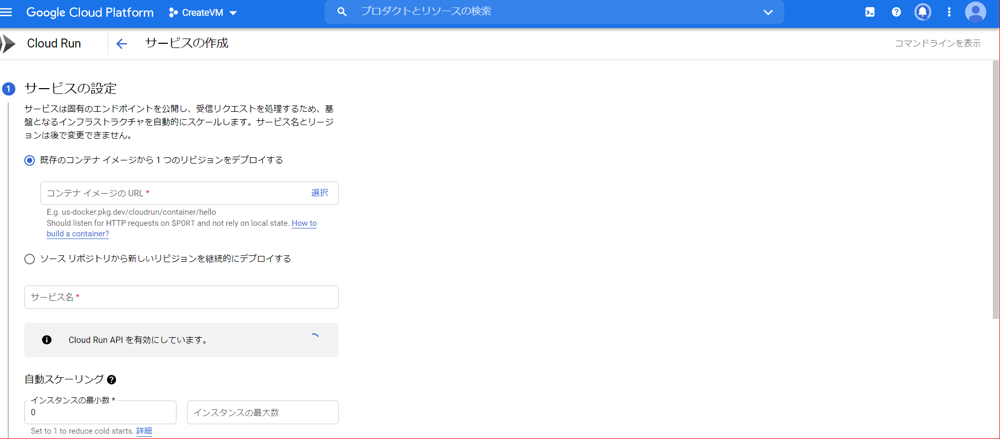 Google Cloud Platform
CreateVM
プロダクトとリソースの検索
Cloud Run
サービスの作成
コマンドラインを表示
1
サービスの設定
サービスは固有のエンドポイントを公開し、受信リクエストを処理するため、基
盤となるインフラストラクチャを自動的にスケールします。サービス名とリージ
ョンは後で変更できません。
既存のコンテナ イメージから 1 つのリビジョンをデプロイする
コンテナ イメージの URL *
選択
E.g. us-docker.pkg.dev/cloudrun/container/hello
Should listen for HTTP requests on $PORT and not rely on local state. How to
build a container?
ソース リポジトリから新しいリビジョンを継続的にデプロイする
サービス名 *
Cloud Run API を有効にしています。
自動スケーリング
インスタンスの最小数 *
0
インスタンスの最大数
Set to 1 to reduce cold starts. 詳細